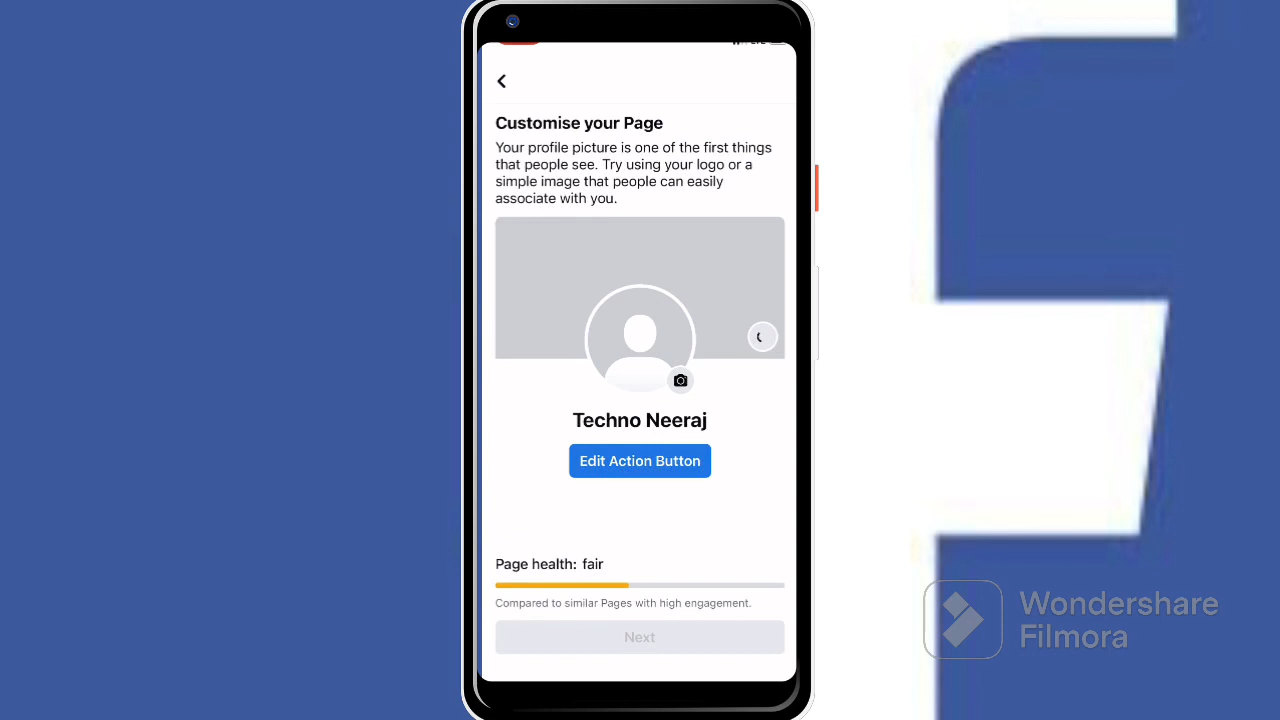 Customise your Page
Your profile picture is one of the first things
that people see. Try using your logo or a
simple image that people can easily
associate with you.
Techno Neeraj
Edit Action Button
Page health: fair
Compared to similar Pages with high engagement.
Next
Wondershare
Filmora